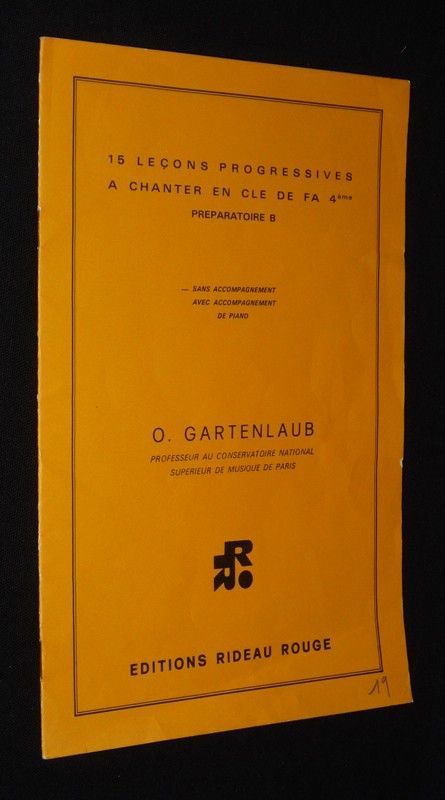 15 LEÇONS PROGRESSIVES
A CHANTER EN CLE DE FA 4ème
PREPARATOIRE B
— SANS ACCOMPAGNEMENT
AVEC ACCOMPAGNEMENT
DE PIANO
O. GARTENLAUB
PROFESSEUR AU CONSERVATOIRE NATIONAL
SUPERIEUR DE MUSIQUE DE PARIS
EDITIONS RIDEAU ROUGE
19